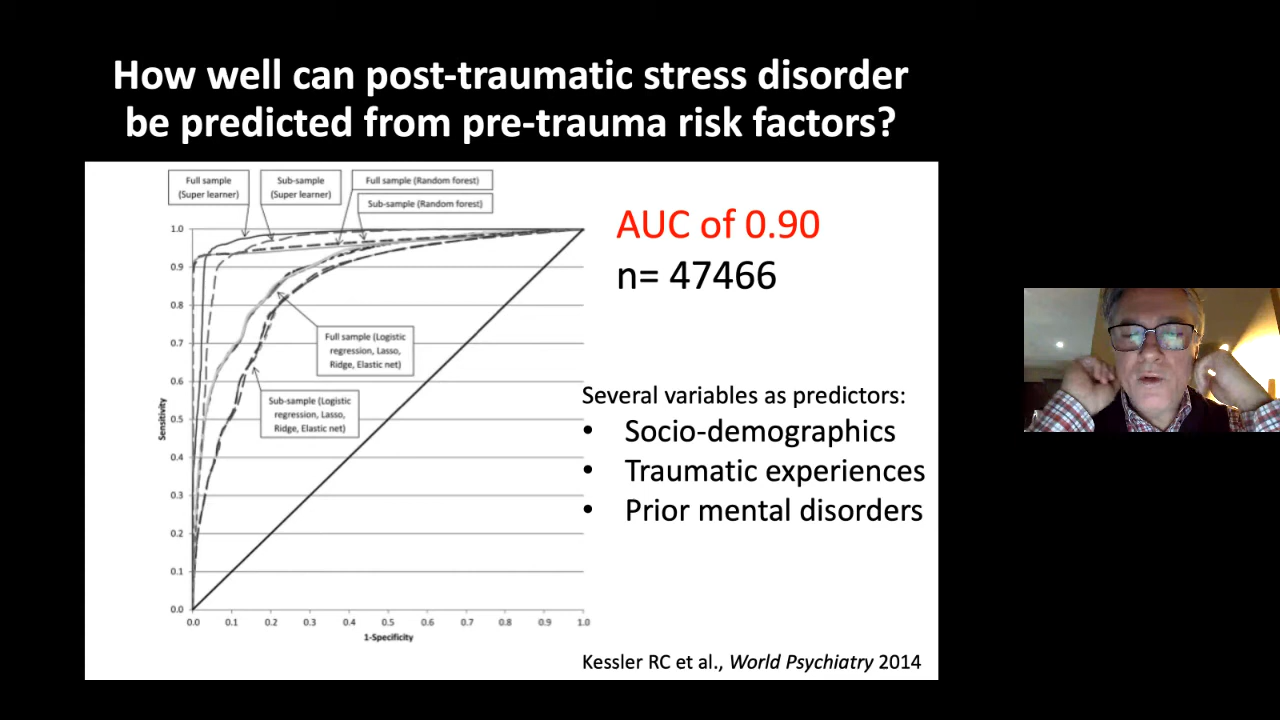 How well can post-traumatic stress disorder
be predicted from pre-trauma risk factors?
Full sample
(Super learner)
Sub-sample
(Super learner)
Full sample (Random forest)
Sub-sample (Random forest)
1.0
0.9
0.8
0.7
0.6
0.5
0.4
0.3
0.2
0.1
0.0
Sensitivity
Full sample (Logistic
regression, Lasso,
Ridge, Elastic net)
Sub-sample (Logistic
regression, Lasso,
Ridge, Elastic net)
0.0 0.1 0.2 0.3 0.4 0.5 0.6 0.7 0.8 0.9 1.0
1-Specificity
AUC of 0.90
n= 47466
Several variables as predictors:
• Socio-demographics
• Traumatic experiences
• Prior mental disorders
Kessler RC et al., World Psychiatry 2014